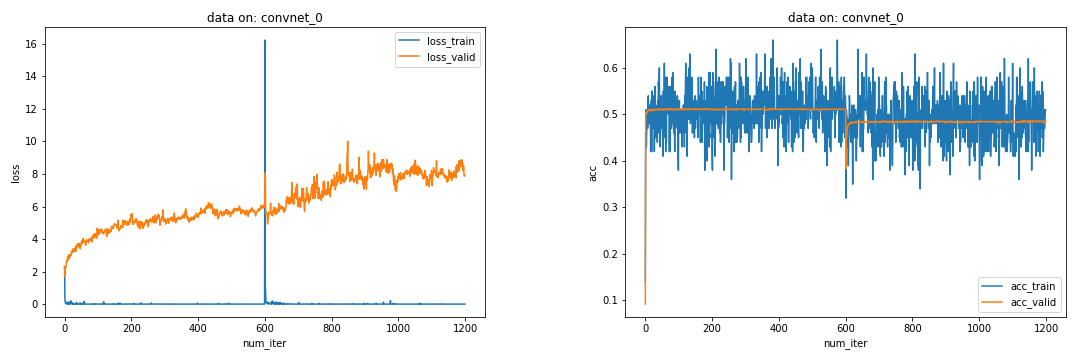 data on: convnet_0
loss
16
14
12
10
8
6
4
2
0
loss_train
loss_valid
0
200
400
600
800
1000
1200
num_iter
data on: convnet_0
acc
0.6
0.5
0.4
0.3
0.2
0.1
acc_train
acc_valid
0
200
400
600
800
1000
1200
num_iter